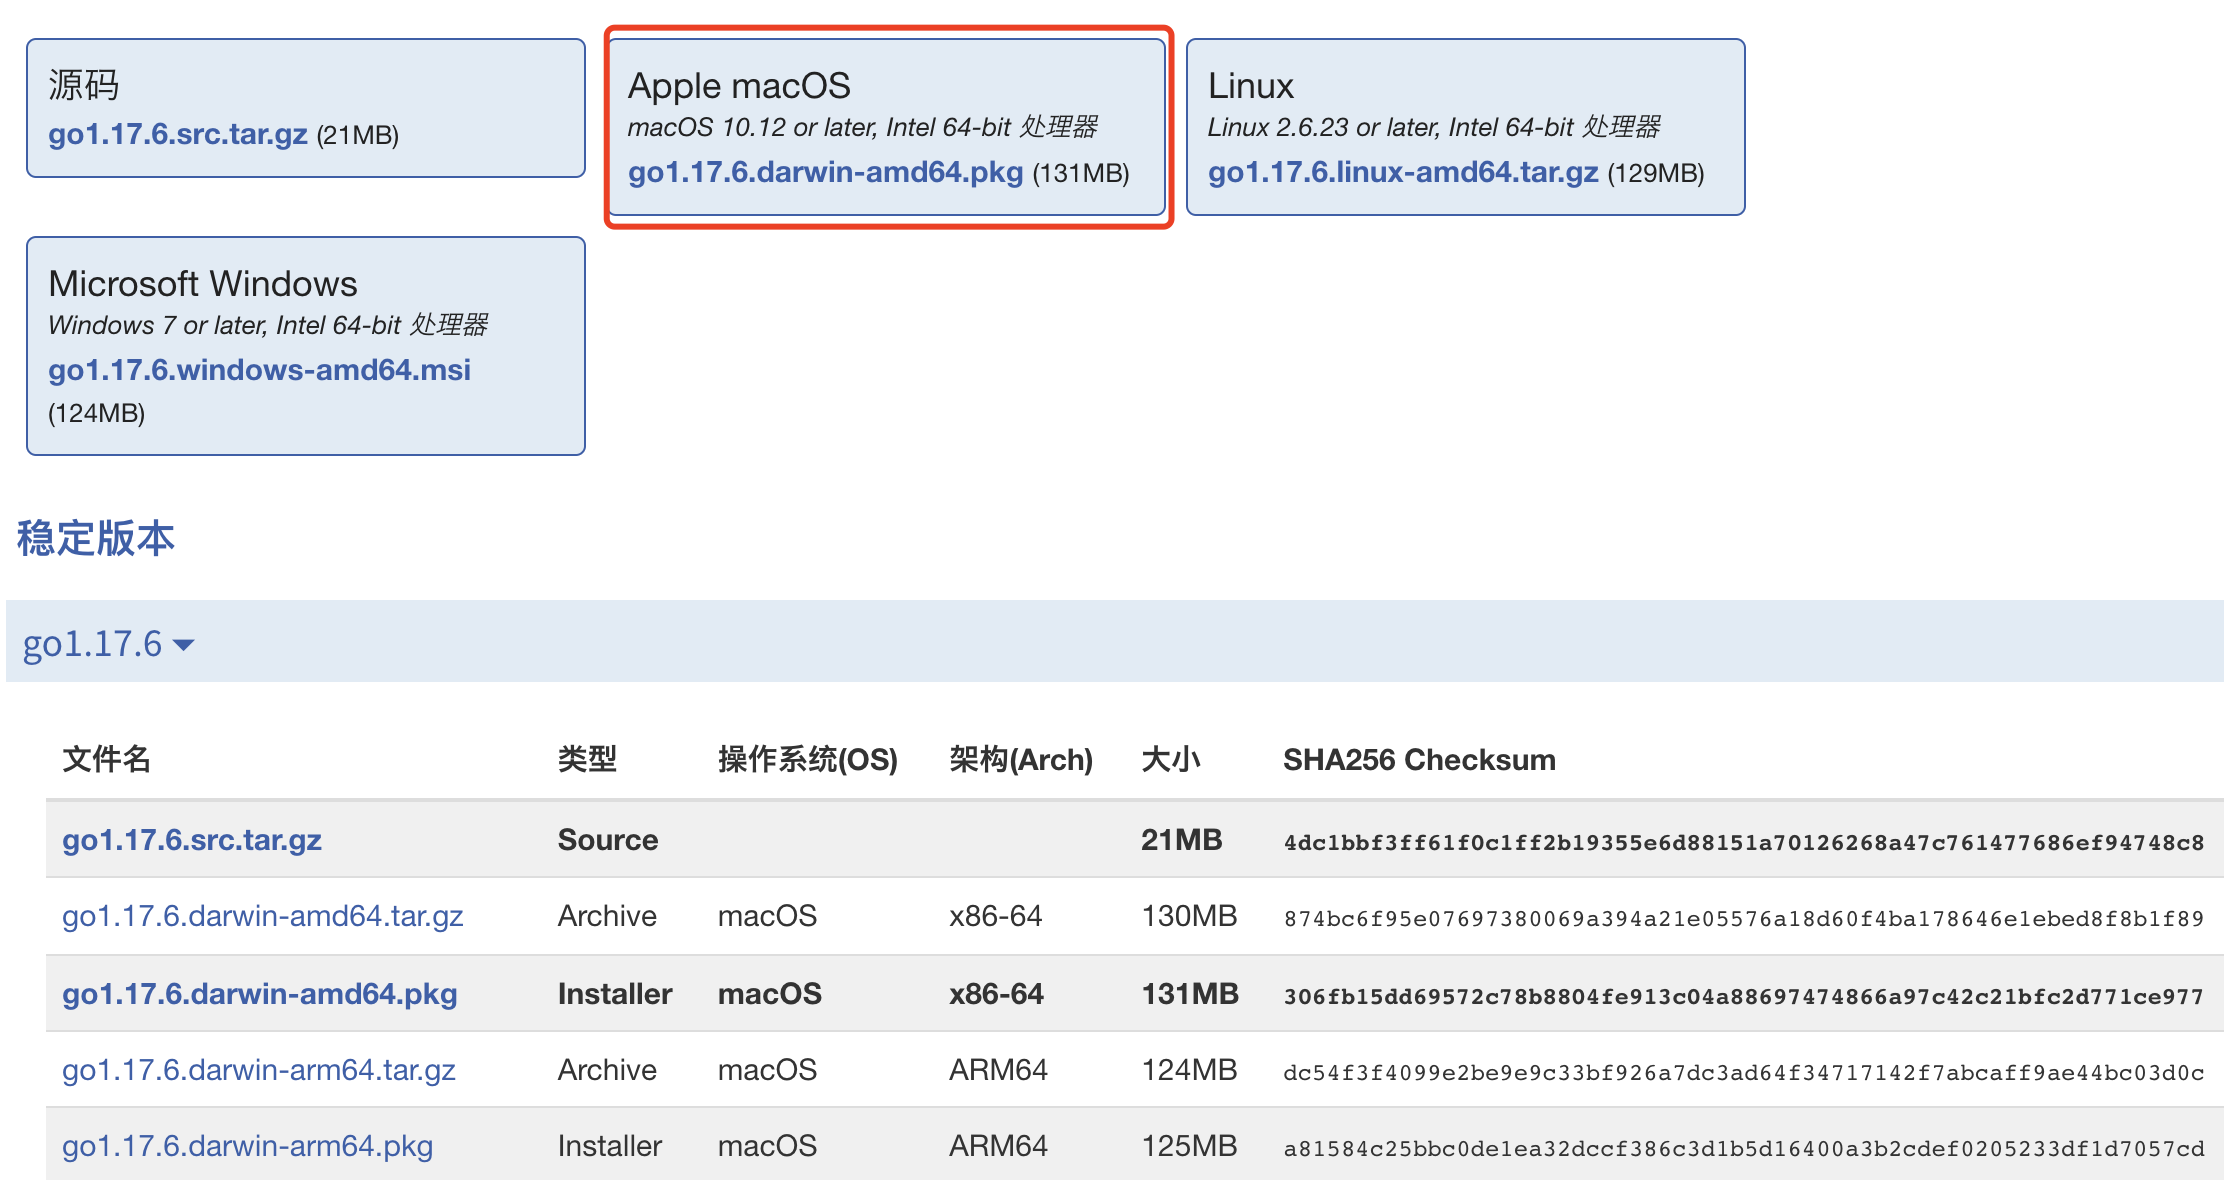 源码
go1.17.6.src.tar.gz (21MB)
Apple macOS
macOS 10.12 or later, Intel 64-bit 处理器
go1.17.6.darwin-amd64.pkg (131MB)
Linux
Linux 2.6.23 or later, Intel 64-bit 处理器
go1.17.6.linux-amd64.tar.gz (129MB)
Microsoft Windows
Windows 7 or later, Intel 64-bit 处理器
go1.17.6.windows-amd64.msi
(124MB)
稳定版本
go1.17.6
文件名 类型 操作系统(OS) 架构(Arch) 大小 SHA256 Checksum
go1.17.6.src.tar.gz Source 21MB 4dc1bbf3ff61f0c1ff2b19355e6d88151a70126268a47c761477686ef94748c8
go1.17.6.darwin-amd64.tar.gz Archive macOS x86-64 130MB 874bc6f95e07697380069a394a21e05576a18d60f4ba178646e1ebed8f8b1f89
go1.17.6.darwin-amd64.pkg Installer macOS x86-64 131MB 306fb15dd69572c78b8804fe913c04a88697474866a97c42c21bfc2d771ce977
go1.17.6.darwin-arm64.tar.gz Archive macOS ARM64 124MB dc54f3f4099e2be9e9c33bf926a7dc3ad64f34717142f7abcaff9ae44bc03d0c
go1.17.6.darwin-arm64.pkg Installer macOS ARM64 125MB a81584c25bbc0de1ea32dccf386c3d1b5d16400a3b2cdef0205233df1d7057cd